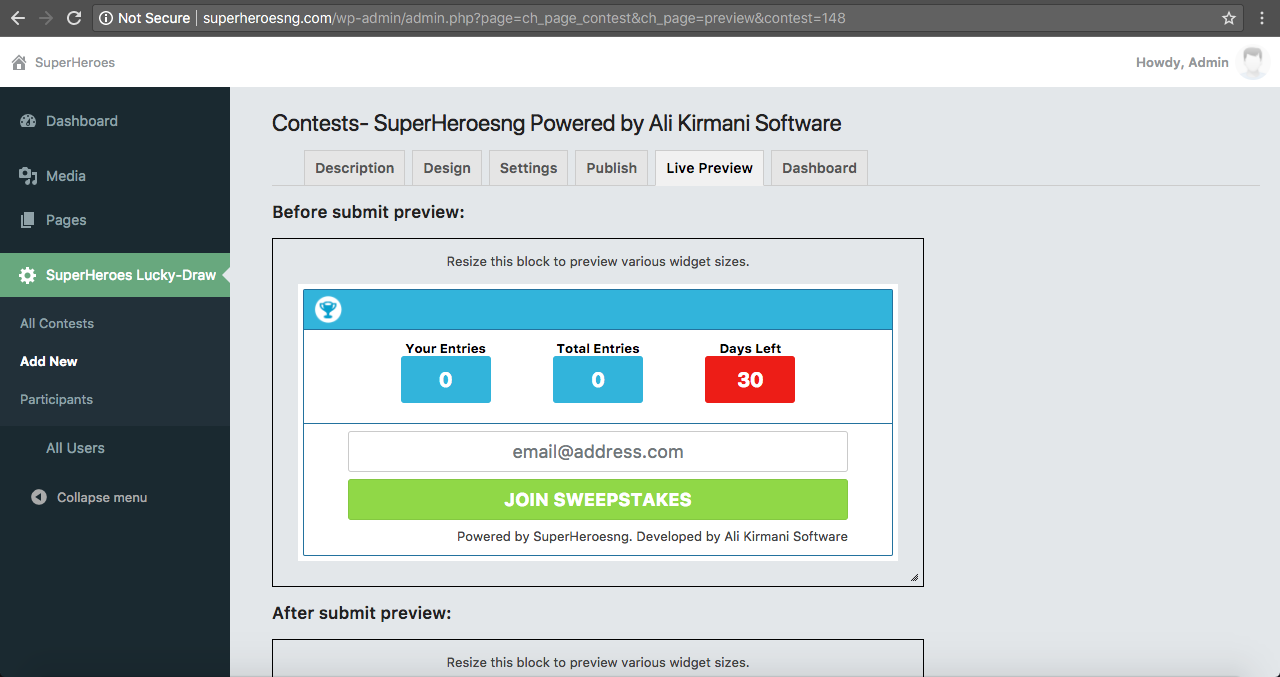 Not Secure | superheroesng.com/wp-admin/admin.php?page=ch_page_contest&ch_page=preview&contest=148
SuperHeroes
Howdy, Admin
Dashboard
Media
Pages
SuperHeroes Lucky-Draw
All Contests
Add New
Participants
All Users
Collapse menu
Contests- SuperHeroesng Powered by Ali Kirmani Software
Description Design Settings Publish Live Preview Dashboard
Before submit preview:
Resize this block to preview various widget sizes.
Your Entries Total Entries Days Left
0 0 30
email@address.com
JOIN SWEEPSTAKES
Powered by SuperHeroesng. Developed by Ali Kirmani Software
After submit preview:
Resize this block to preview various widget sizes.